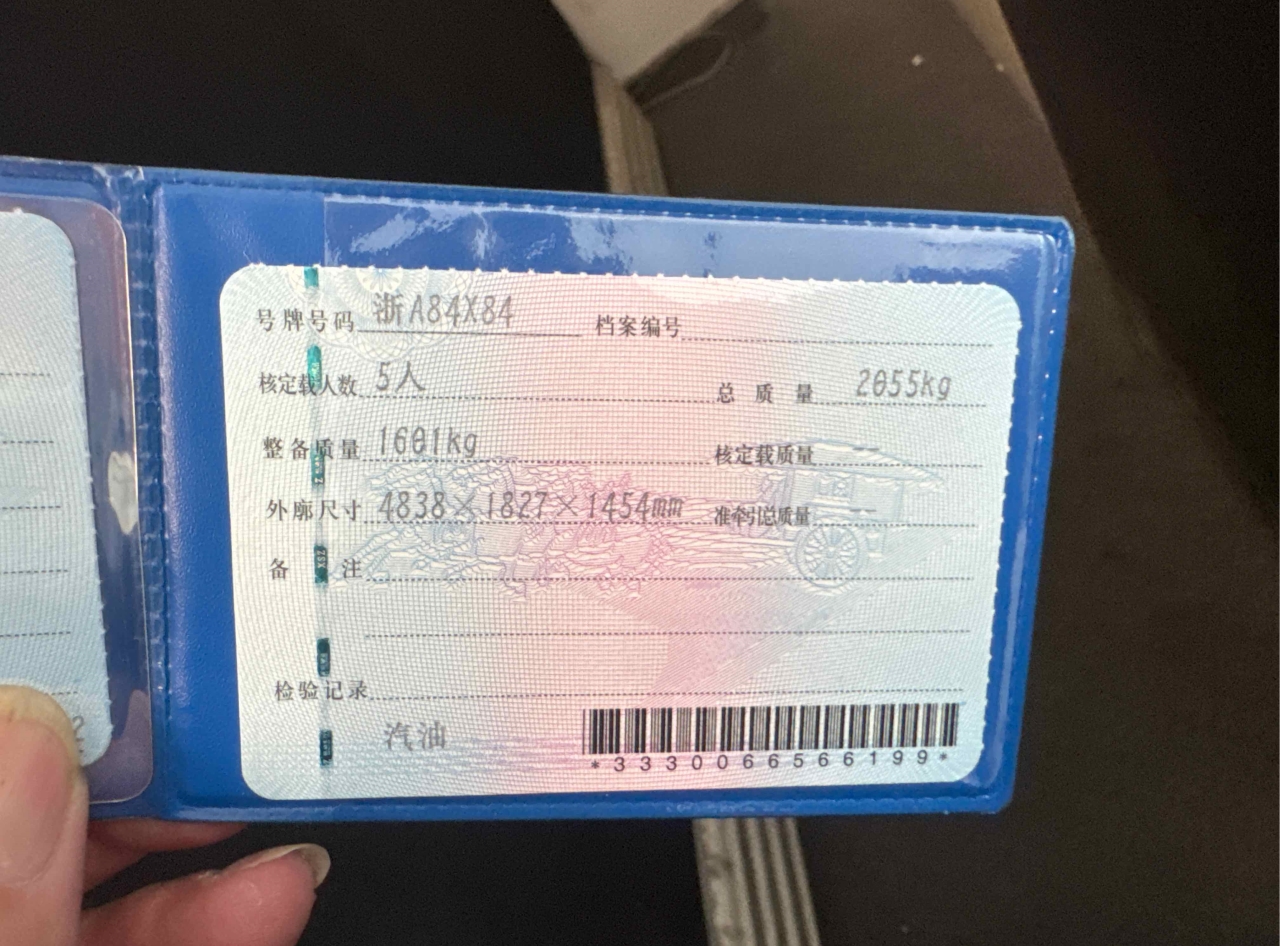 号牌号码 浙A84X84 档案编号
核定载人数 5人 总质量 2055kg
整备质量 1601kg 核定载质量 --
外廓尺寸 4838×1827×1454mm 准牵引总质量 --
备注
检验记录
汽油
*3330066566199*